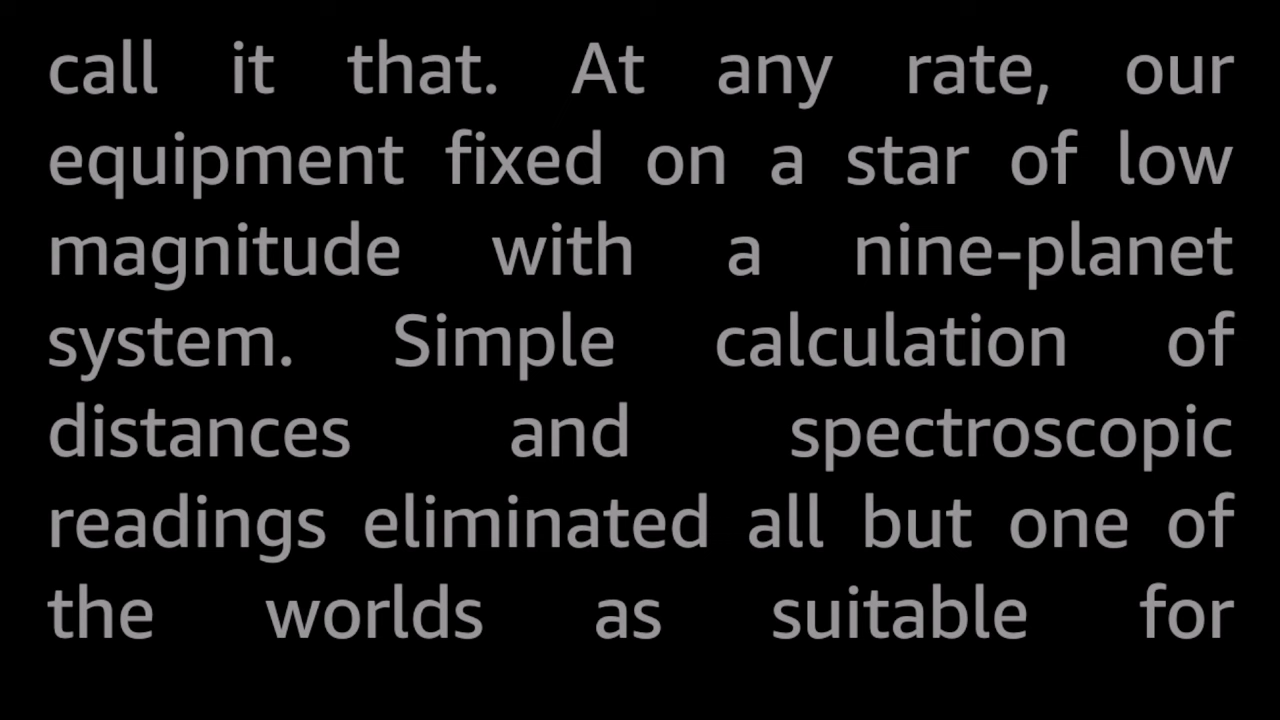 call it that. At any rate, our
equipment fixed on a star of low
magnitude with a nine-planet
system. Simple calculation of
distances and spectroscopic
readings eliminated all but one of
the worlds as suitable for